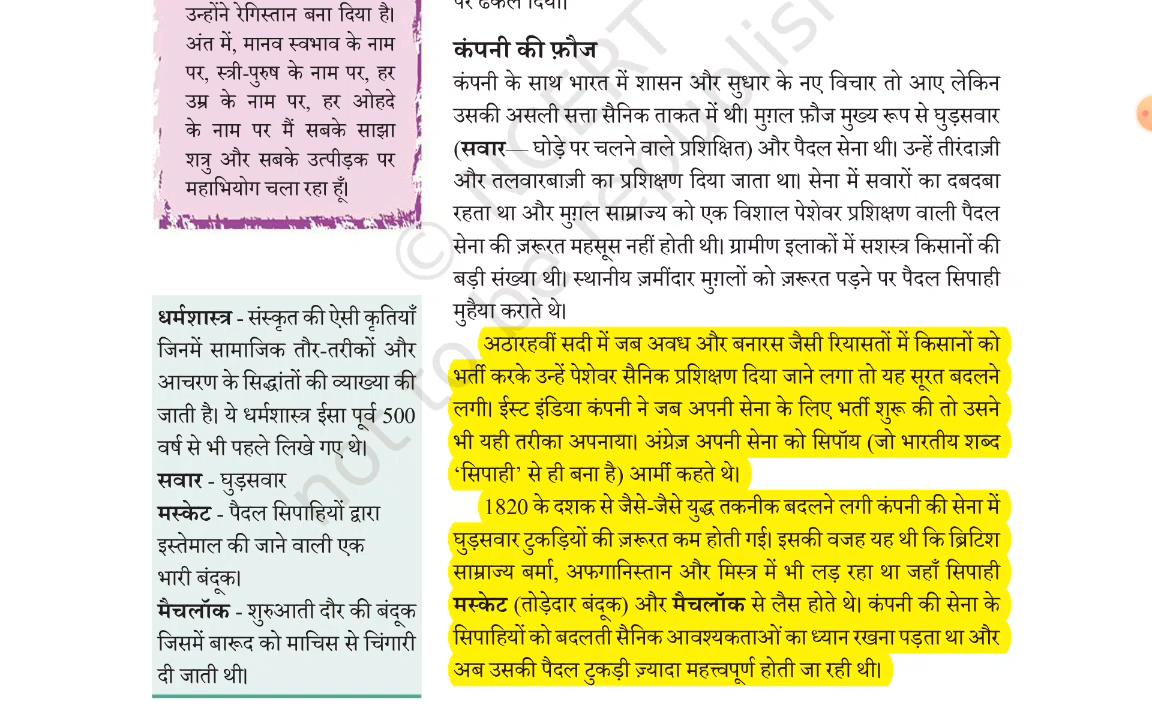 उन्होंने रेगिस्तान बना दिया है।
अंत में, मानव स्वभाव के नाम
पर, स्त्री-पुरुष के नाम पर, हर
उम्र के नाम पर, हर ओहदे
के नाम पर मैं सबके साझा
शत्रु और सबके उत्पीड़क पर
महाभियोग चला रहा हूँ।
धर्मशास्त्र - संस्कृत की ऐसी कृतियाँ
जिनमें सामाजिक तौर-तरीकों और
आचरण के सिद्धांतों की व्याख्या की
जाती है। ये धर्मशास्त्र ईसा पूर्व 500
वर्ष से भी पहले लिखे गए थे।
सवार - घुड़सवार
मस्केट - पैदल सिपाहियों द्वारा
इस्तेमाल की जाने वाली एक
भारी बंदूक।
मैचलॉक - शुरुआती दौर की बंदूक
जिसमें बारूद को माचिस से चिंगारी
दी जाती थी।
पर ढकेल दिया।
कंपनी की फ़ौज
कंपनी के साथ भारत में शासन और सुधार के नए विचार तो आए लेकिन
उसकी असली सत्ता सैनिक ताकत में थी। मुग़ल फ़ौज मुख्य रूप से घुड़सवार
(सवार— घोड़े पर चलने वाले प्रशिक्षित) और पैदल सेना थी। उन्हें तीरंदाज़ी
और तलवारबाज़ी का प्रशिक्षण दिया जाता था। सेना में सवारों का दबदबा
रहता था और मुग़ल साम्राज्य को एक विशाल पेशेवर प्रशिक्षण वाली पैदल
सेना की ज़रूरत महसूस नहीं होती थी। ग्रामीण इलाकों में सशस्त्र किसानों की
बड़ी संख्या थी। स्थानीय ज़मींदार मुग़लों को ज़रूरत पड़ने पर पैदल सिपाही
मुहैया कराते थे।
अठारहवीं सदी में जब अवध और बनारस जैसी रियासतों में किसानों को
भर्ती करके उन्हें पेशेवर सैनिक प्रशिक्षण दिया जाने लगा तो यह सूरत बदलने
लगी। ईस्ट इंडिया कंपनी ने जब अपनी सेना के लिए भर्ती शुरू की तो उसने
भी यही तरीका अपनाया। अंग्रेज़ अपनी सेना को सिपॉय (जो भारतीय शब्द
‘सिपाही’ से ही बना है) आर्मी कहते थे।
1820 के दशक से जैसे-जैसे युद्ध तकनीक बदलने लगी कंपनी की सेना में
घुड़सवार टुकड़ियों की ज़रूरत कम होती गई। इसकी वजह यह थी कि ब्रिटिश
साम्राज्य बर्मा, अफगानिस्तान और मिस्त्र में भी लड़ रहा था जहाँ सिपाही
मस्केट (तोड़ेदार बंदूक) और मैचलॉक से लैस होते थे। कंपनी की सेना के
सिपाहियों को बदलती सैनिक आवश्यकताओं का ध्यान रखना पड़ता था और
अब उसकी पैदल टुकड़ी ज़्यादा महत्त्वपूर्ण होती जा रही थी।
© NCERT
not to be republish